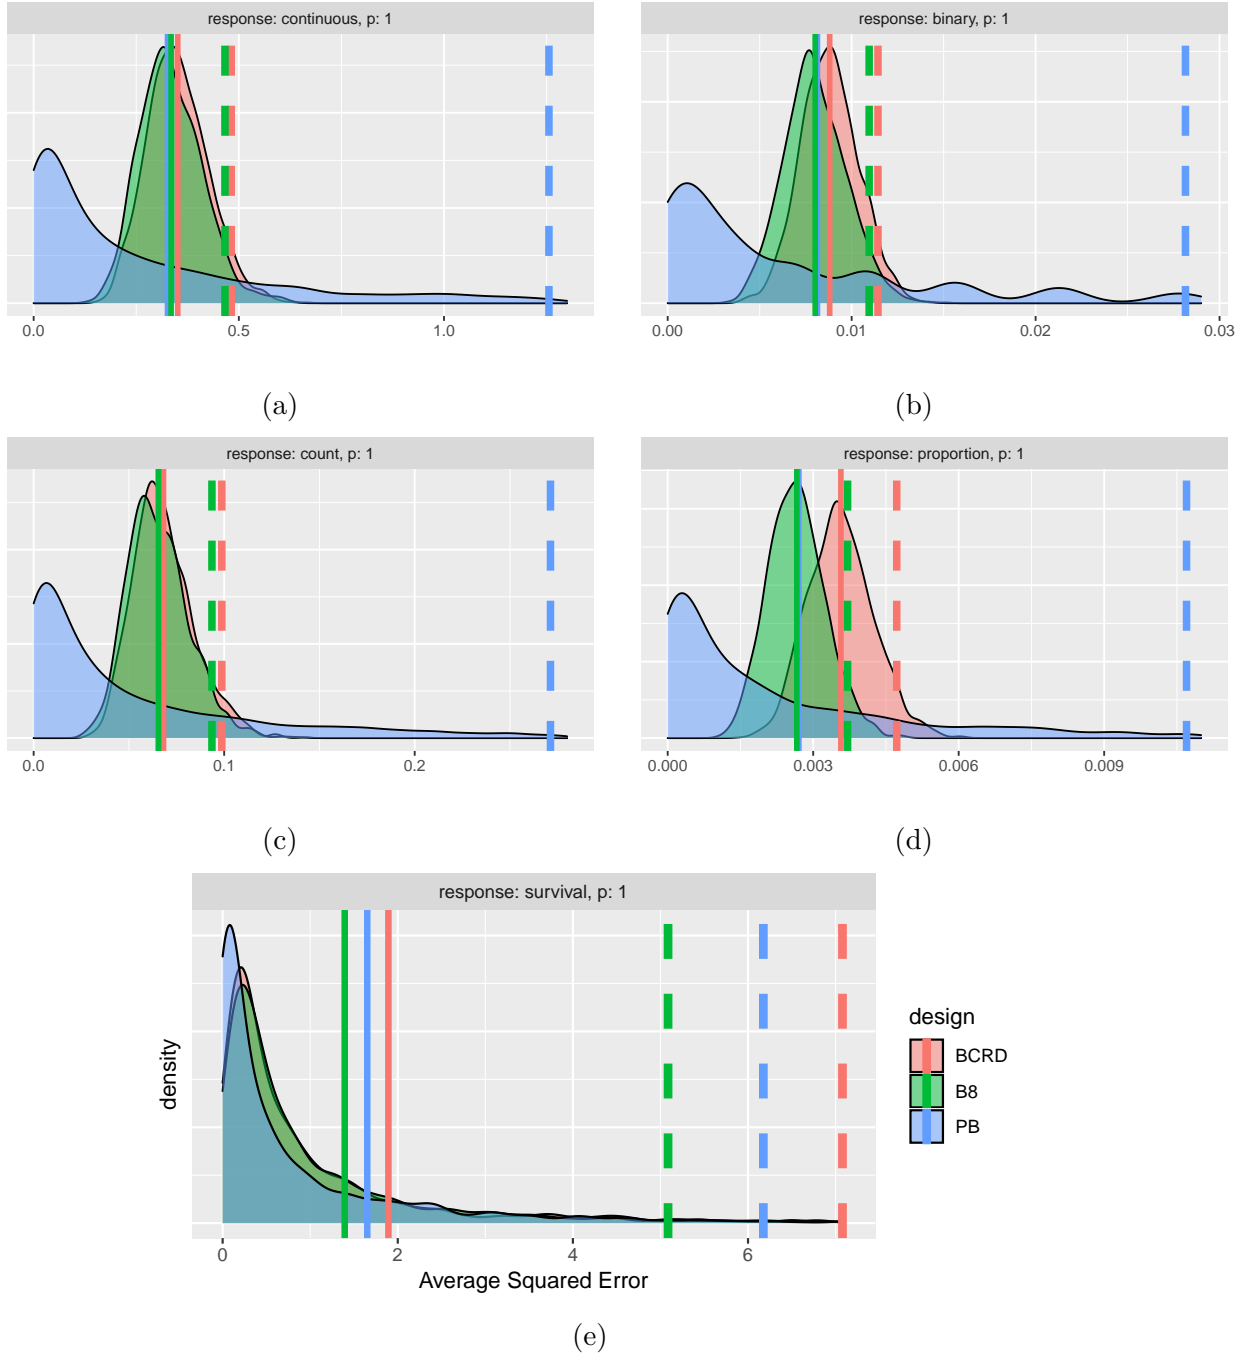 response: continuous, p: 1
response: binary, p: 1
0.0 0.5 1.0
0.00 0.01 0.02 0.03
(a)
(b)
response: count, p: 1
response: proportion, p: 1
0.0 0.1 0.2
0.000 0.003 0.006 0.009
(c)
(d)
response: survival, p: 1
density
0 2 4 6
Average Squared Error
design
BCRD
B8
PB
(e)